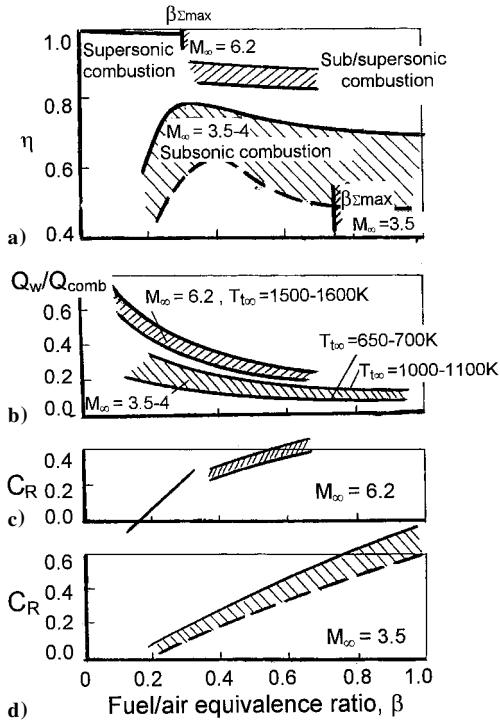 βΣmax
a)
1.0
0.8
0.6
0.4
η
Supersonic
combustion
M∞ = 6.2
Sub/supersonic
combustion
M∞ = 3.5-4
Subsonic combustion
βΣmax
M∞ =3.5
b)
Qw/Qcomb
0.6
0.4
0.2
0.0
M∞ = 6.2 , Tt∞ =1500-1600K
Tt∞=650-700K
Tt∞=1000-1100K
M∞ = 3.5-4
c)
CR
0.4
0.2
0.0
M∞ = 6.2
d)
CR
0.6
0.4
0.2
0.0
M∞ = 3.5
0 0.2 0.4 0.6 0.8 1.0
Fuel/air equivalence ratio, β